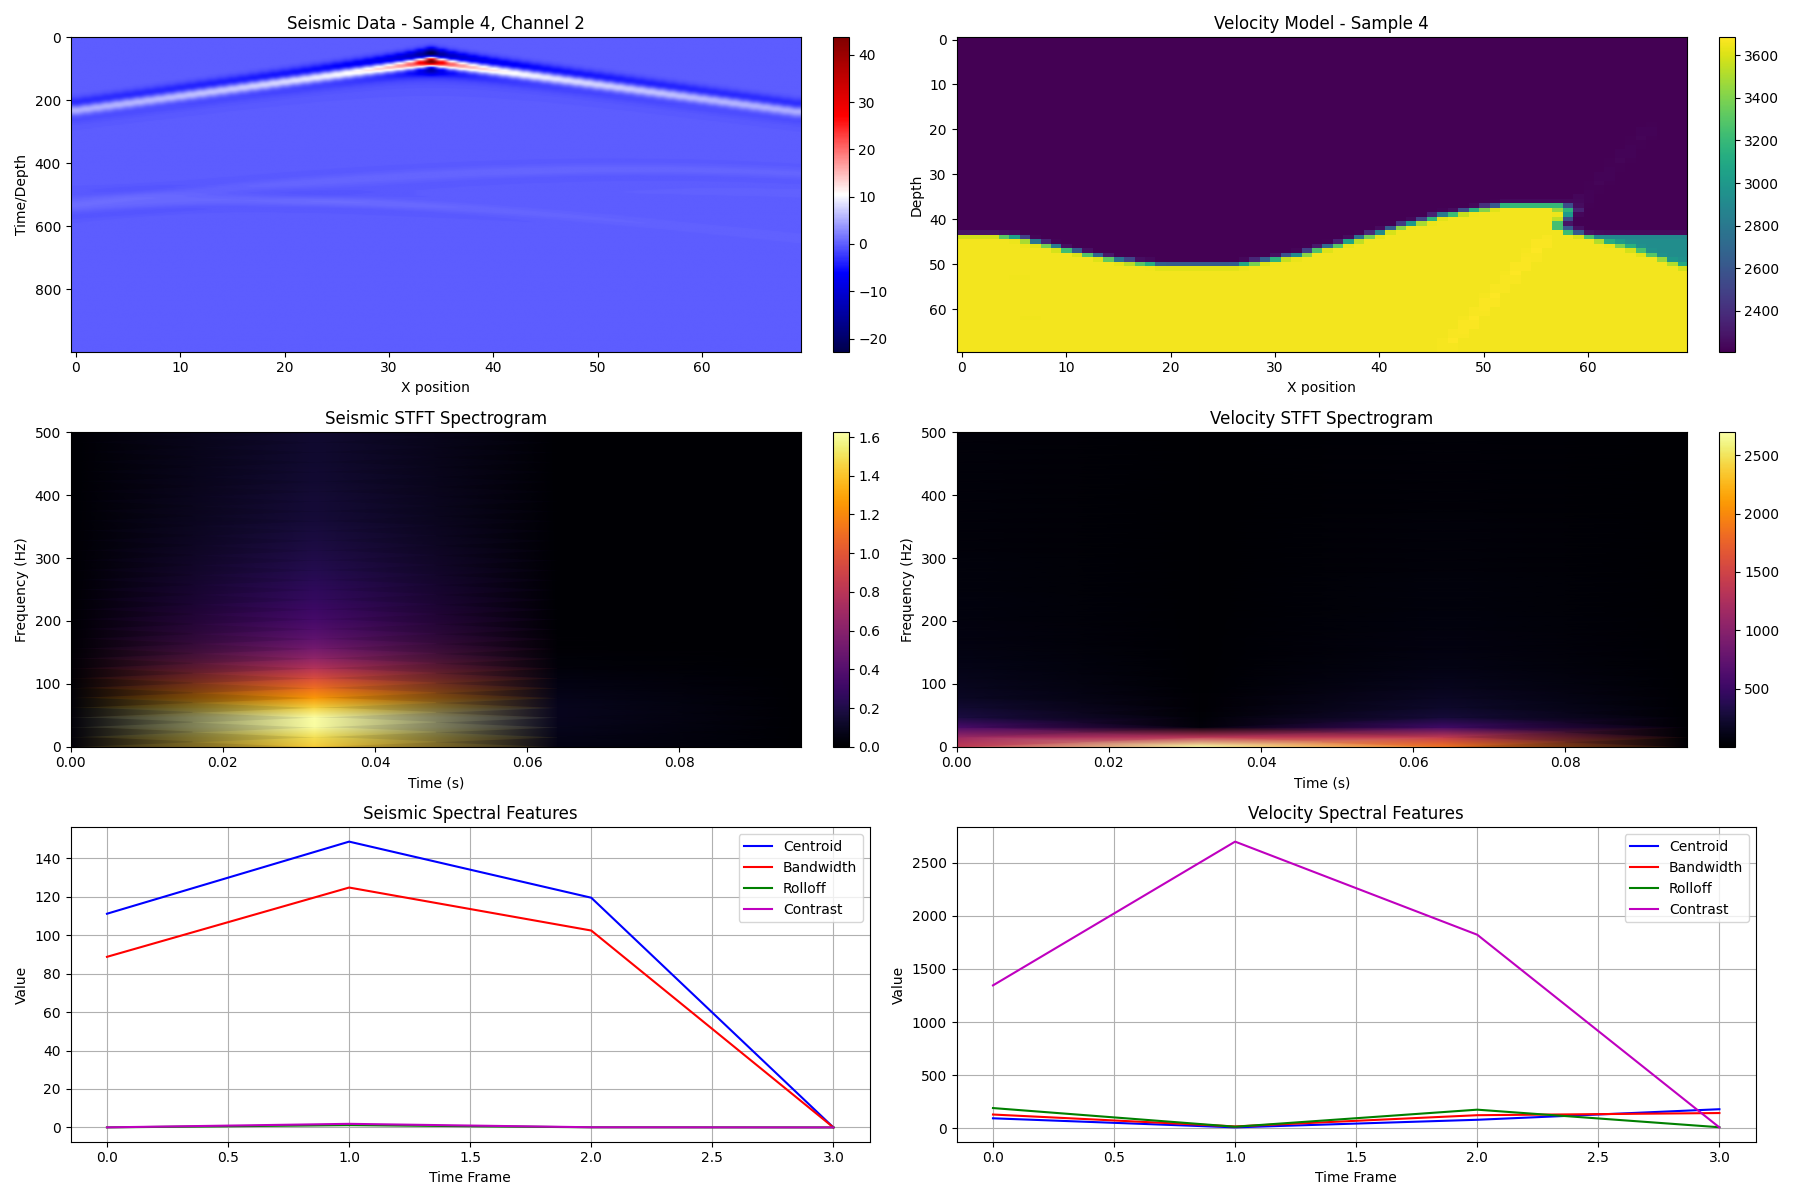 Seismic Data - Sample 4, Channel 2
0
200
400
600
800
Time/Depth
0 10 20 30 40 50 60
X position
40
30
20
10
0
−10
−20
Velocity Model - Sample 4
0
10
20
30
40
50
60
Depth
0 10 20 30 40 50 60
X position
3600
3400
3200
3000
2800
2600
2400
Seismic STFT Spectrogram
500
400
300
200
100
0
Frequency (Hz)
0.00 0.02 0.04 0.06 0.08
Time (s)
1.6
1.4
1.2
1.0
0.8
0.6
0.4
0.2
0.0
Velocity STFT Spectrogram
500
400
300
200
100
0
Frequency (Hz)
0.00 0.02 0.04 0.06 0.08
Time (s)
2500
2000
1500
1000
500
Seismic Spectral Features
140
120
100
80
60
40
20
0
Value
Centroid
Bandwidth
Rolloff
Contrast
0.0 0.5 1.0 1.5 2.0 2.5 3.0
Time Frame
Velocity Spectral Features
2500
2000
1500
1000
500
0
Value
Centroid
Bandwidth
Rolloff
Contrast
0.0 0.5 1.0 1.5 2.0 2.5 3.0
Time Frame